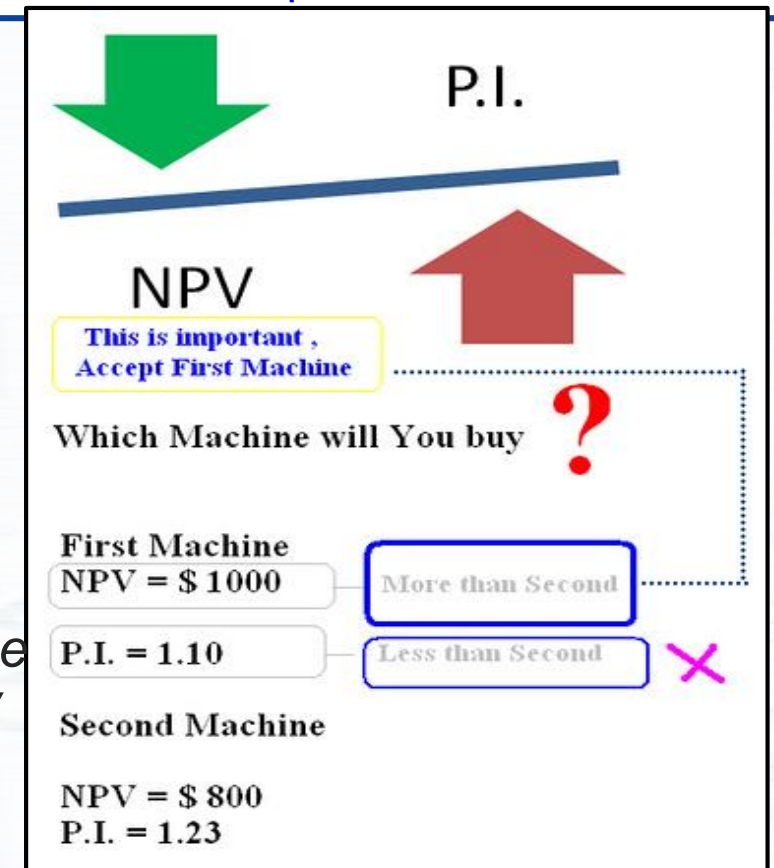 P.I.
NPV
This is important ,
Accept First Machine
Which Machine will You buy ?
First Machine
NPV = $ 1000
More than Second
P.I. = 1.10
Less than Second
Second Machine
NPV = $ 800
P.I. = 1.23